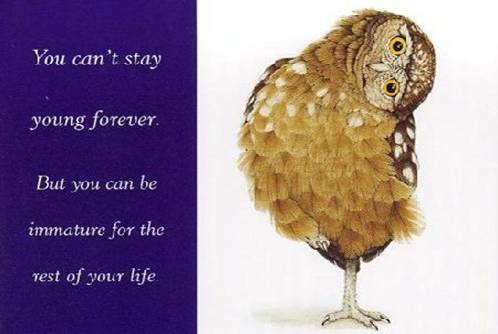 You can't stay
young forever.
But you can be
immature for the
rest of your life.